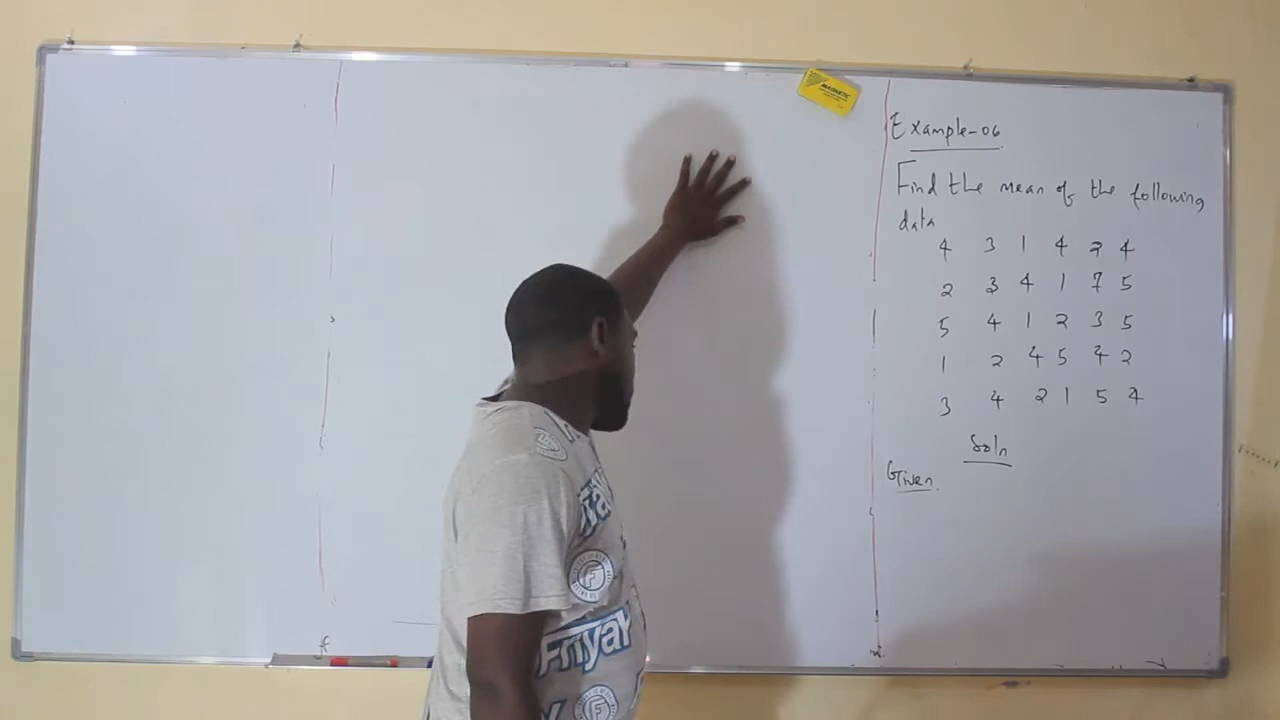 MAGNETIC
Example-06
Find the mean of the following
data
4 3 1 4 2 4
2 3 4 1 7 5
5 4 1 2 3 5
1 2 4 5 4 2
3 4 2 1 5 4
Soln
Given
Friyay
F